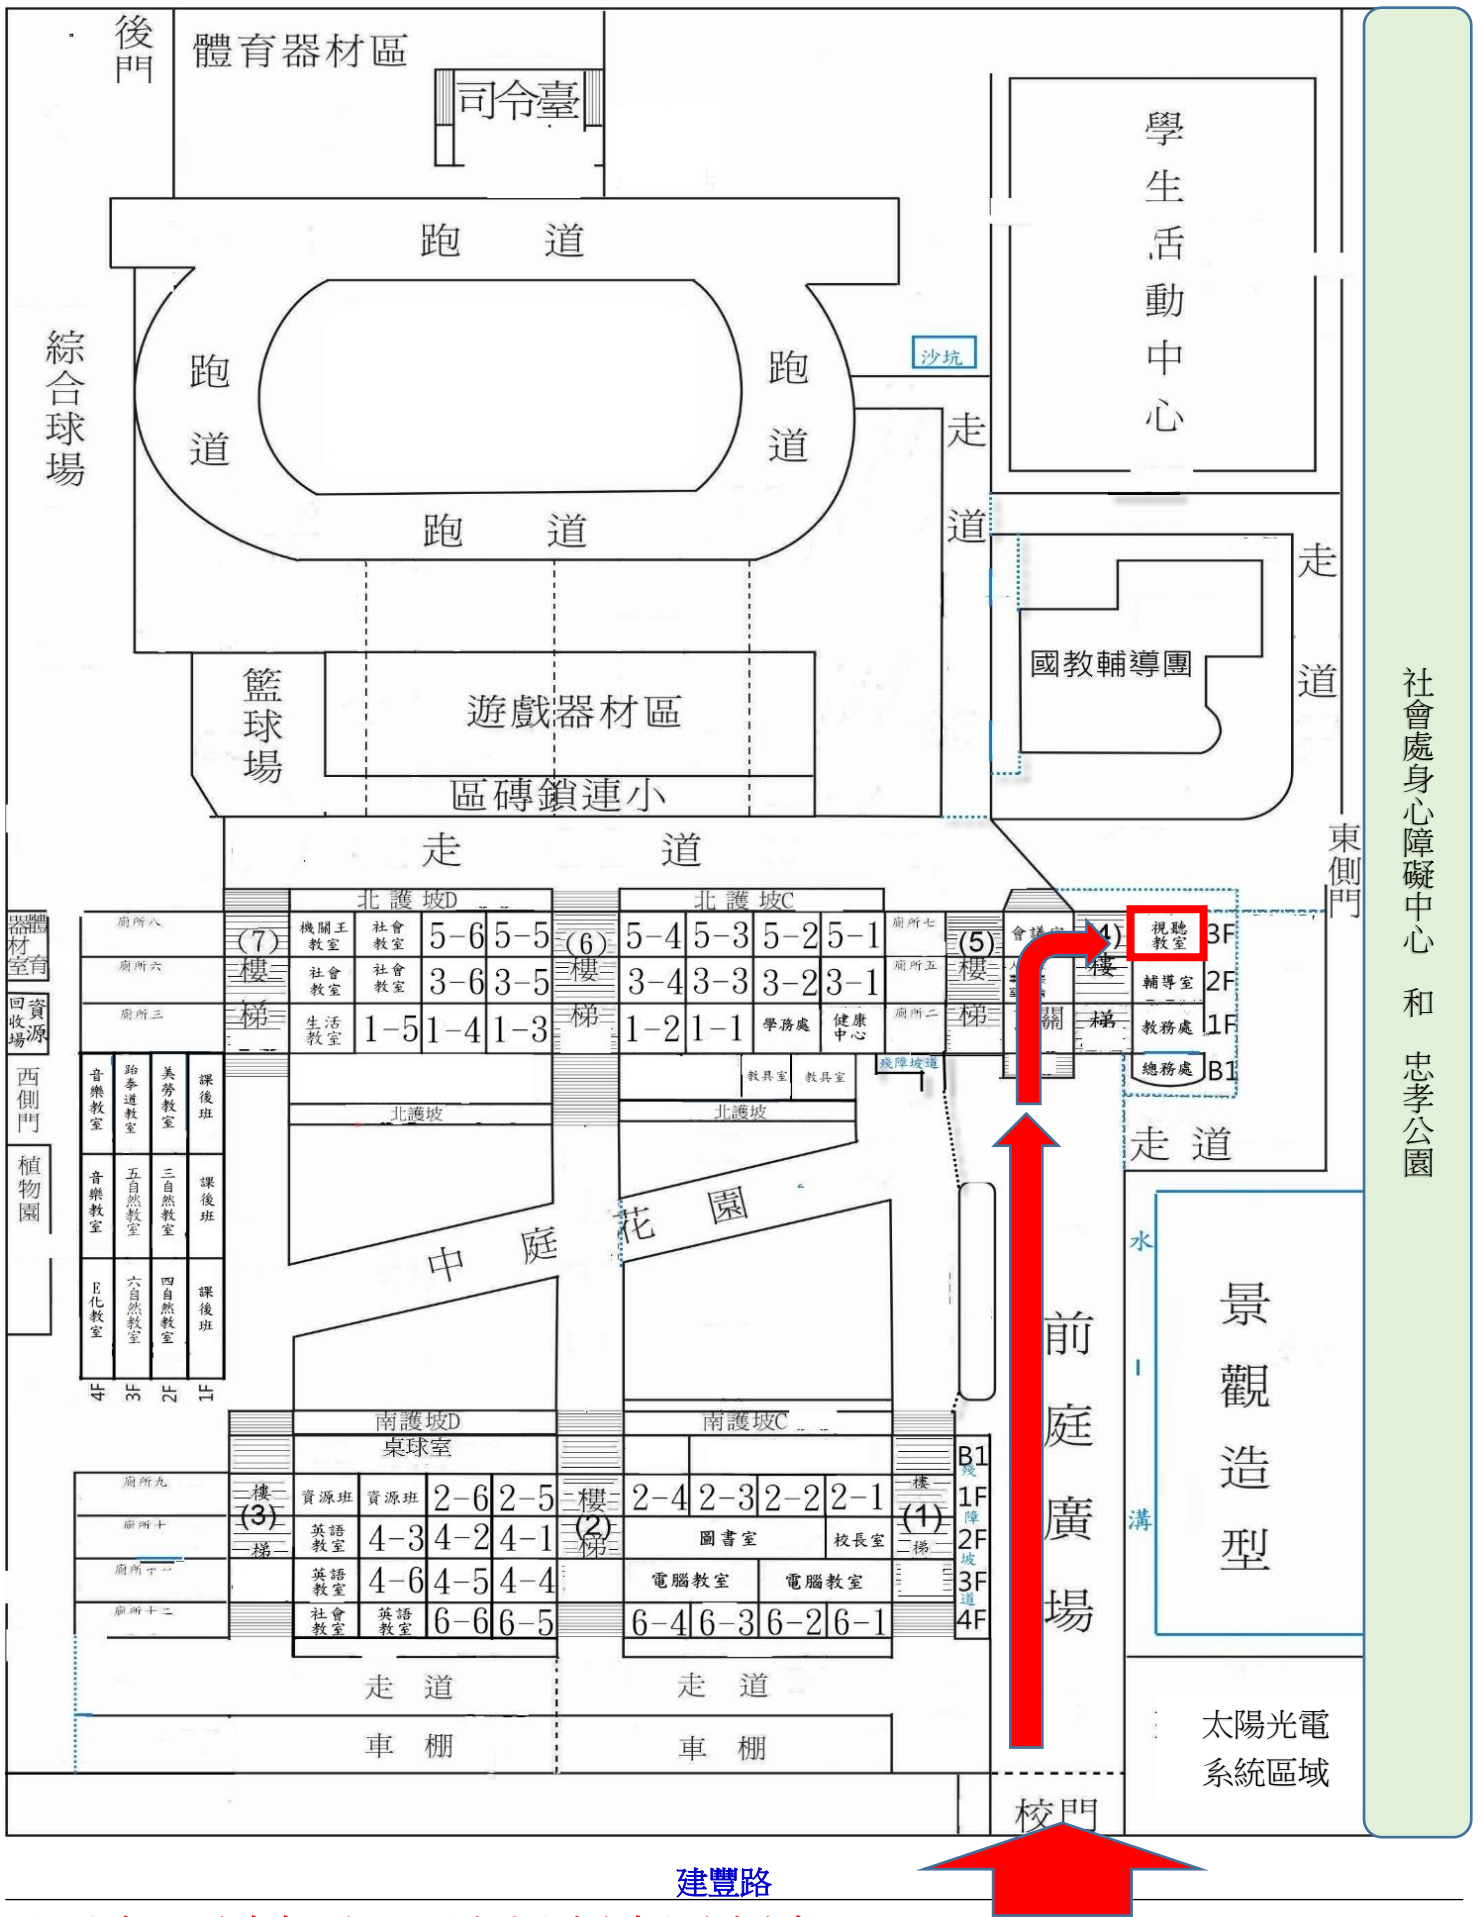 後門
體育器材區
司令臺
學生活動中心
跑 道
跑道
跑道
跑 道
綜合球場
沙坑
走道
走道
國教輔導團
籃球場
遊戲器材區
區磚鎖連小
走 道
東側門
社會處身心障礙中心 和 忠孝公園
北護坡D
北護坡C
體育器材室
廁所八
(7)
機關王教室
社會教室
5-6
5-5
(6)
5-4
5-3
5-2
5-1
廁所七
(5)
視聽教室
3F
廁所六
樓梯
社會教室
社會教室
3-6
3-5
樓梯
3-4
3-3
3-2
3-1
廁所五
樓梯
樓梯
輔導室
2F
資源回收場
廁所三
生活教室
1-5
1-4
1-3
1-2
1-1
學務處
健康中心
廁所二
關
教務處
1F
總務處
B1
西側門
植物園
音樂教室
跆拳道教室
美勞教室
課後班
音樂教室
五自然教室
三自然教室
課後班
E化教室
六自然教室
四自然教室
課後班
4F
3F
2F
1F
教具室
教具室
殘障坡道
北護坡
北護坡
走道
中庭花園
水溝
前庭廣場
景觀造型
南護坡D
南護坡C
桌球室
B1
廁所九
樓梯
(3)
資源班
資源班
2-6
2-5
樓梯
(2)
2-4
2-3
2-2
2-1
樓梯
(1)
1F
廁所十
英語教室
4-3
4-2
4-1
圖書室
校長室
2F
英語教室
4-6
4-5
4-4
電腦教室
電腦教室
3F
廁所十二
社會教室
英語教室
6-6
6-5
6-4
6-3
6-2
6-1
4F
殘障坡道
走道
走道
車棚
車棚
太陽光電
系統區域
校門
建豐路